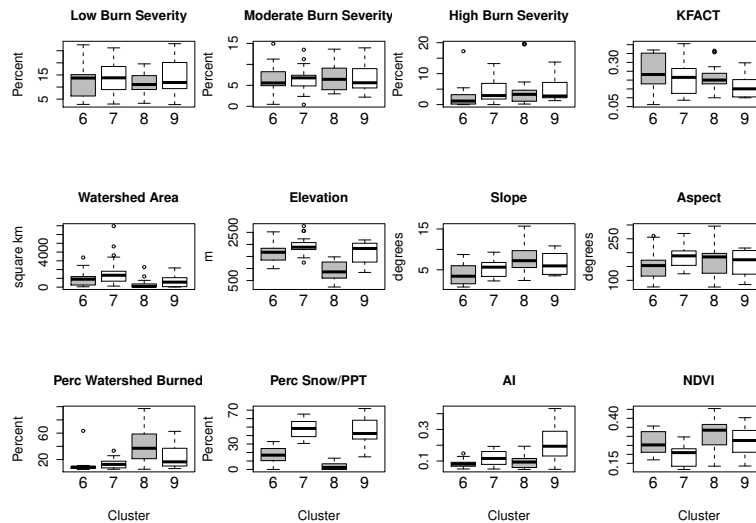 Low Burn Severity
Percent
5 15
6 7 8 9
Moderate Burn Severity
Percent
0 5 15
6 7 8 9
High Burn Severity
Percent
0 10 20
6 7 8 9
KFACT
0.05 0.30
6 7 8 9
Watershed Area
square km
0 4000
6 7 8 9
Elevation
m
500 2500
6 7 8 9
Slope
degrees
5 15
6 7 8 9
Aspect
degrees
100 250
6 7 8 9
Perc Watershed Burned
Percent
20 60
6 7 8 9
Cluster
Perc Snow/PPT
Percent
0 30 70
6 7 8 9
Cluster
AI
0.1 0.3
6 7 8 9
Cluster
NDVI
0.15 0.40
6 7 8 9
Cluster